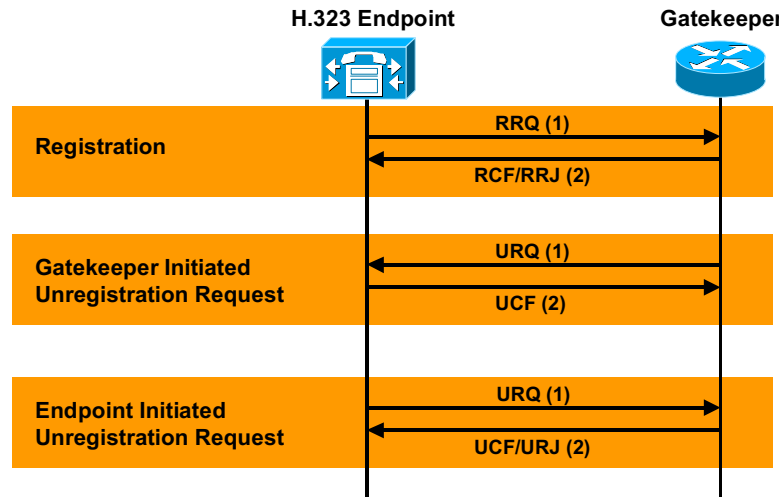 H.323 Endpoint
Gatekeeper
Registration
RRQ (1)
RCF/RRJ (2)
Gatekeeper Initiated
Unregistration Request
URQ (1)
UCF (2)
Endpoint Initiated
Unregistration Request
URQ (1)
UCF/URJ (2)